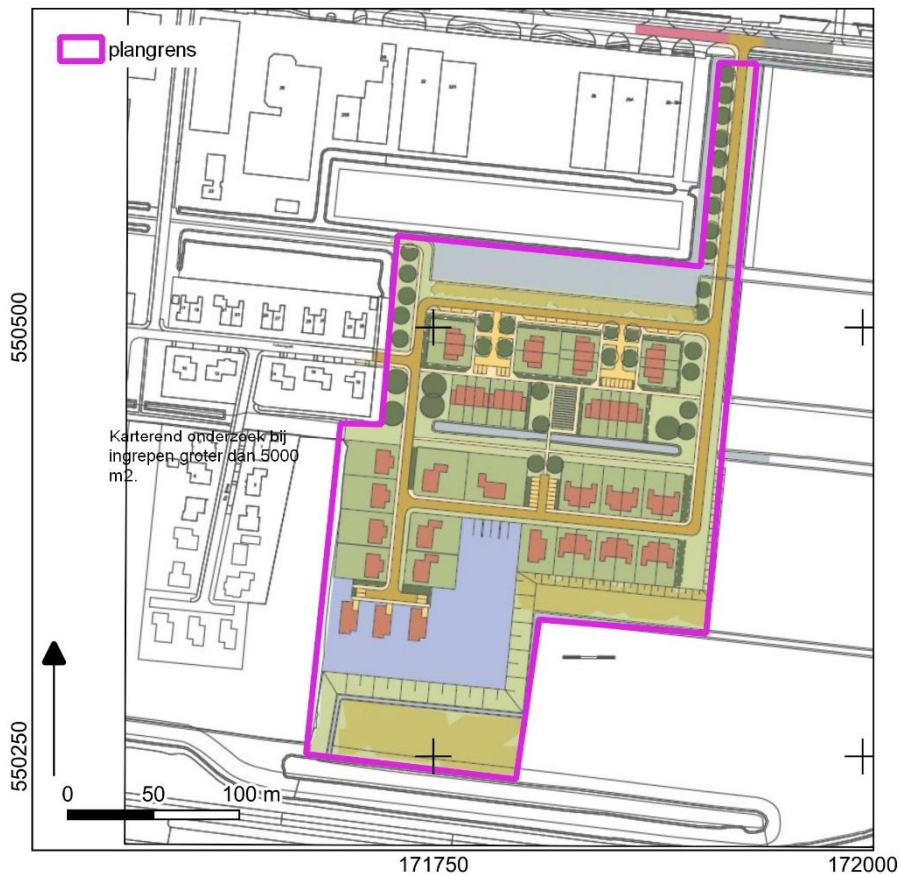 plangrens
550500
Karterend onderzoek bij
ingrepen groter dan 5000
m2.
550250
0 50 100 m
171750 172000